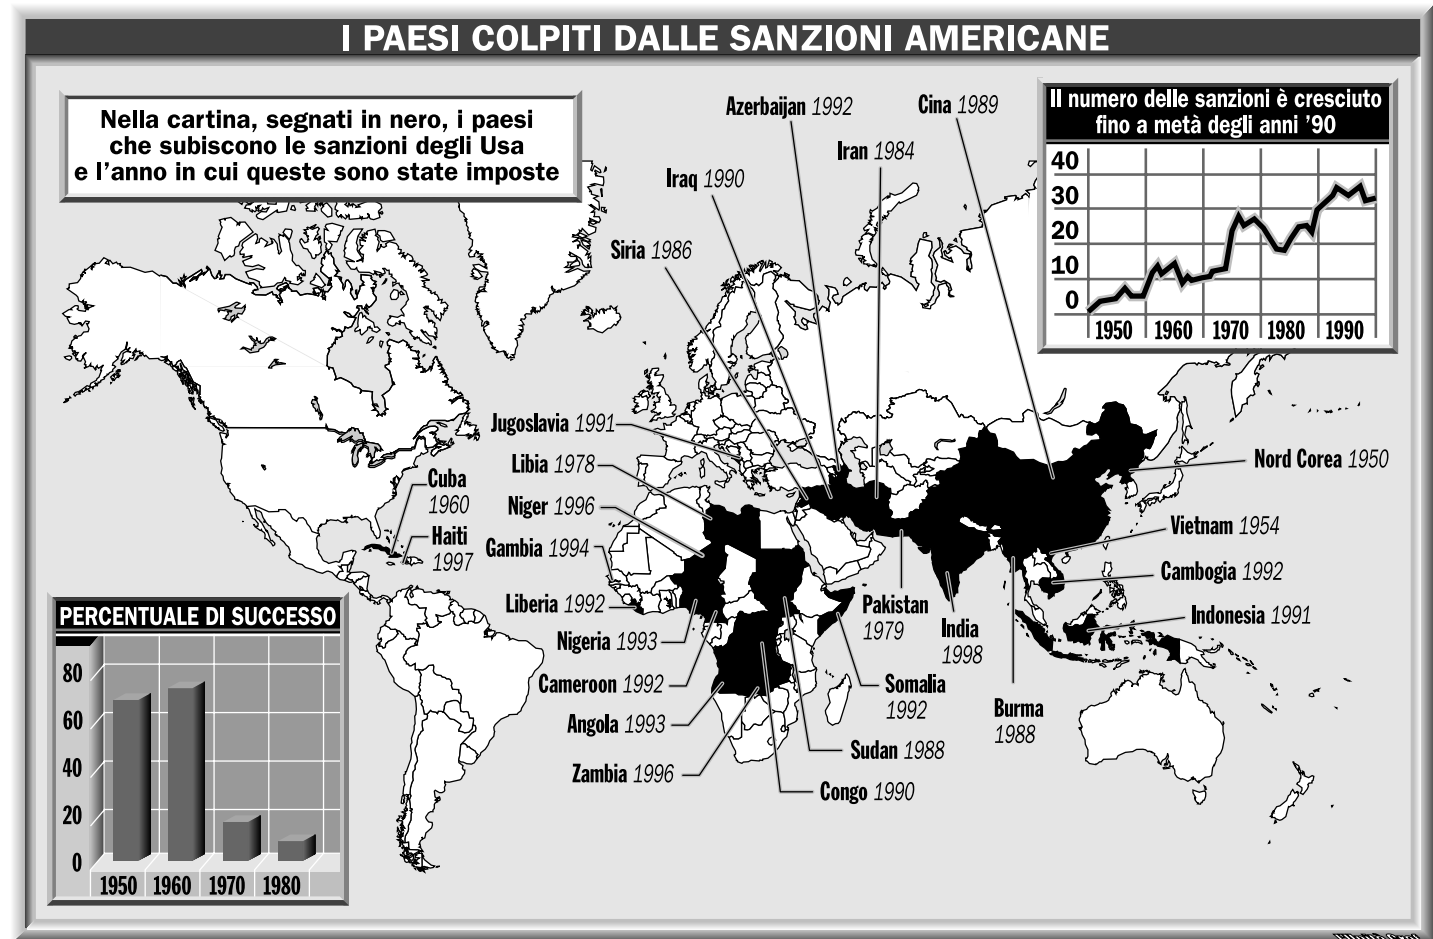 I PAESI COLPITI DALLE SANZIONI AMERICANE
Nella cartina, segnati in nero, i paesi
che subiscono le sanzioni degli Usa
e l'anno in cui queste sono state imposte
Azerbaijan 1992
Cina 1989
Iran 1984
Iraq 1990
Siria 1986
Il numero delle sanzioni è cresciuto
fino a metà degli anni '90
40
30
20
10
0
1950 1960 1970 1980 1990
Jugoslavia 1991
Libia 1978
Niger 1996
Gambia 1994
Liberia 1992
Nigeria 1993
Cameroon 1992
Angola 1993
Zambia 1996
Cuba
1960
Haiti
1997
Nord Corea 1950
Vietnam 1954
Cambogia 1992
Indonesia 1991
Pakistan
1979
India
1998
Somalia
1992
Burma
1988
Sudan 1988
Congo 1990
PERCENTUALE DI SUCCESSO
80
60
40
20
0
1950 1960 1970 1980